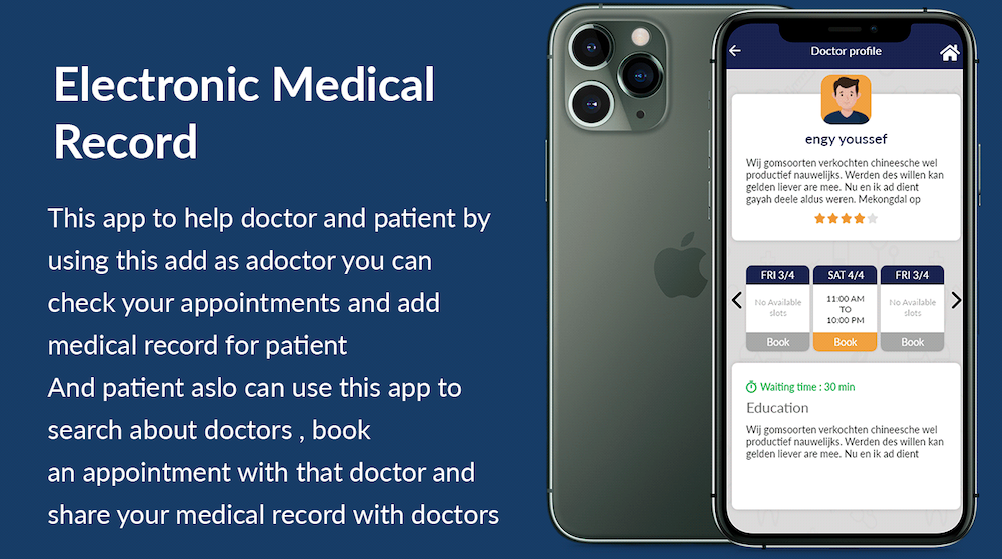 Electronic Medical
Record
This app to help doctor and patient by
using this add as adoctor you can
check your appointments and add
medical record for patient
And patient aslo can use this app to
search about doctors , book
an appointment with that doctor and
share your medical record with doctors
Doctor profile
engy youssef
Wij gomsoorten verkochten chineesche wel
productief nauwelijks. Werden des willen kan
gelden liever are mee. Nu en ik ad dient
gayah deele aldus weren. Mekongdal op
FRI 3/4
No Available
slots
Book
SAT 4/4
11:00 AM
TO
10:00 PM
Book
FRI 3/4
No Available
slots
Book
Waiting time : 30 min
Education
Wij gomsoorten verkochten chineesche wel
productief nauwelijks. Werden des willen kan
gelden liever are mee. Nu en ik ad dient